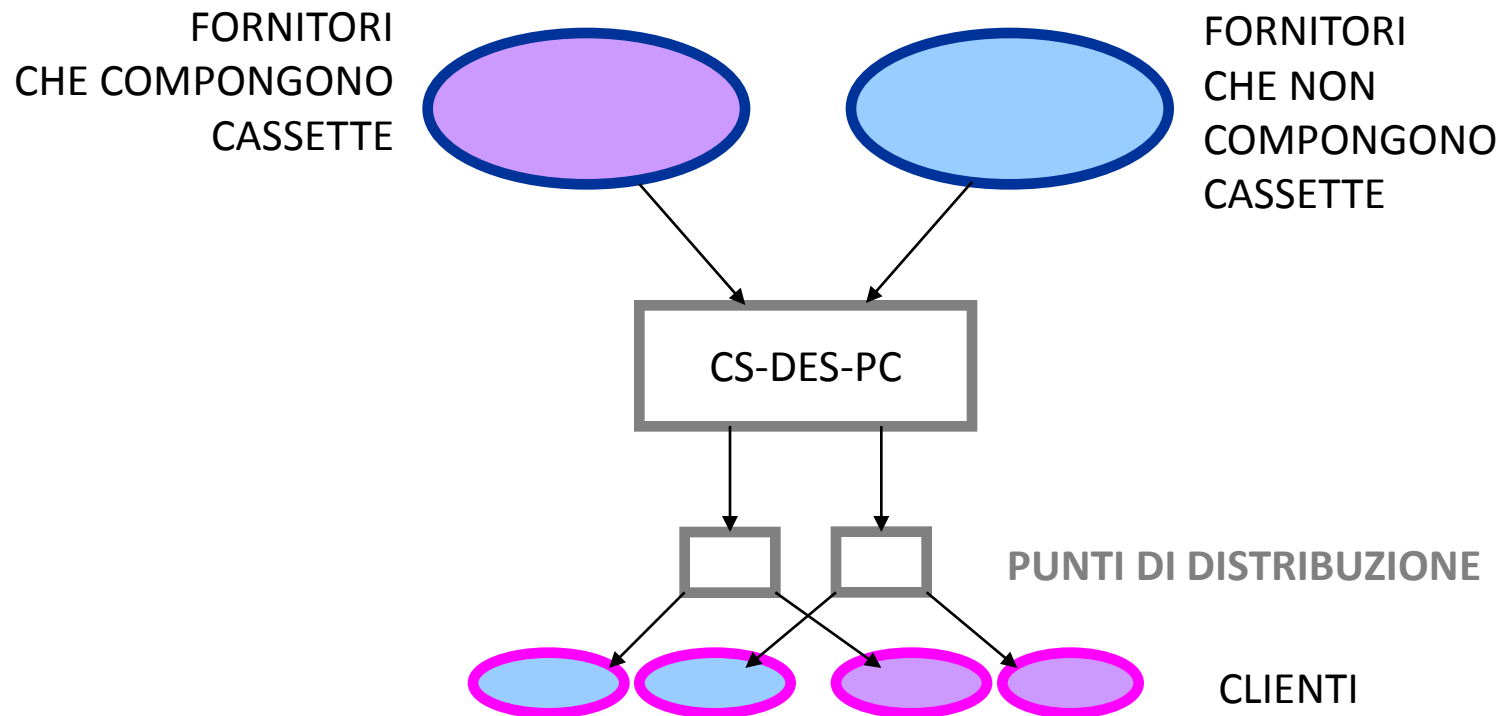 FORNITORI
CHE COMPONGONO
CASSETTE
FORNITORI
CHE NON
COMPONGONO
CASSETTE
CS-DES-PC
PUNTI DI DISTRIBUZIONE
CLIENTI